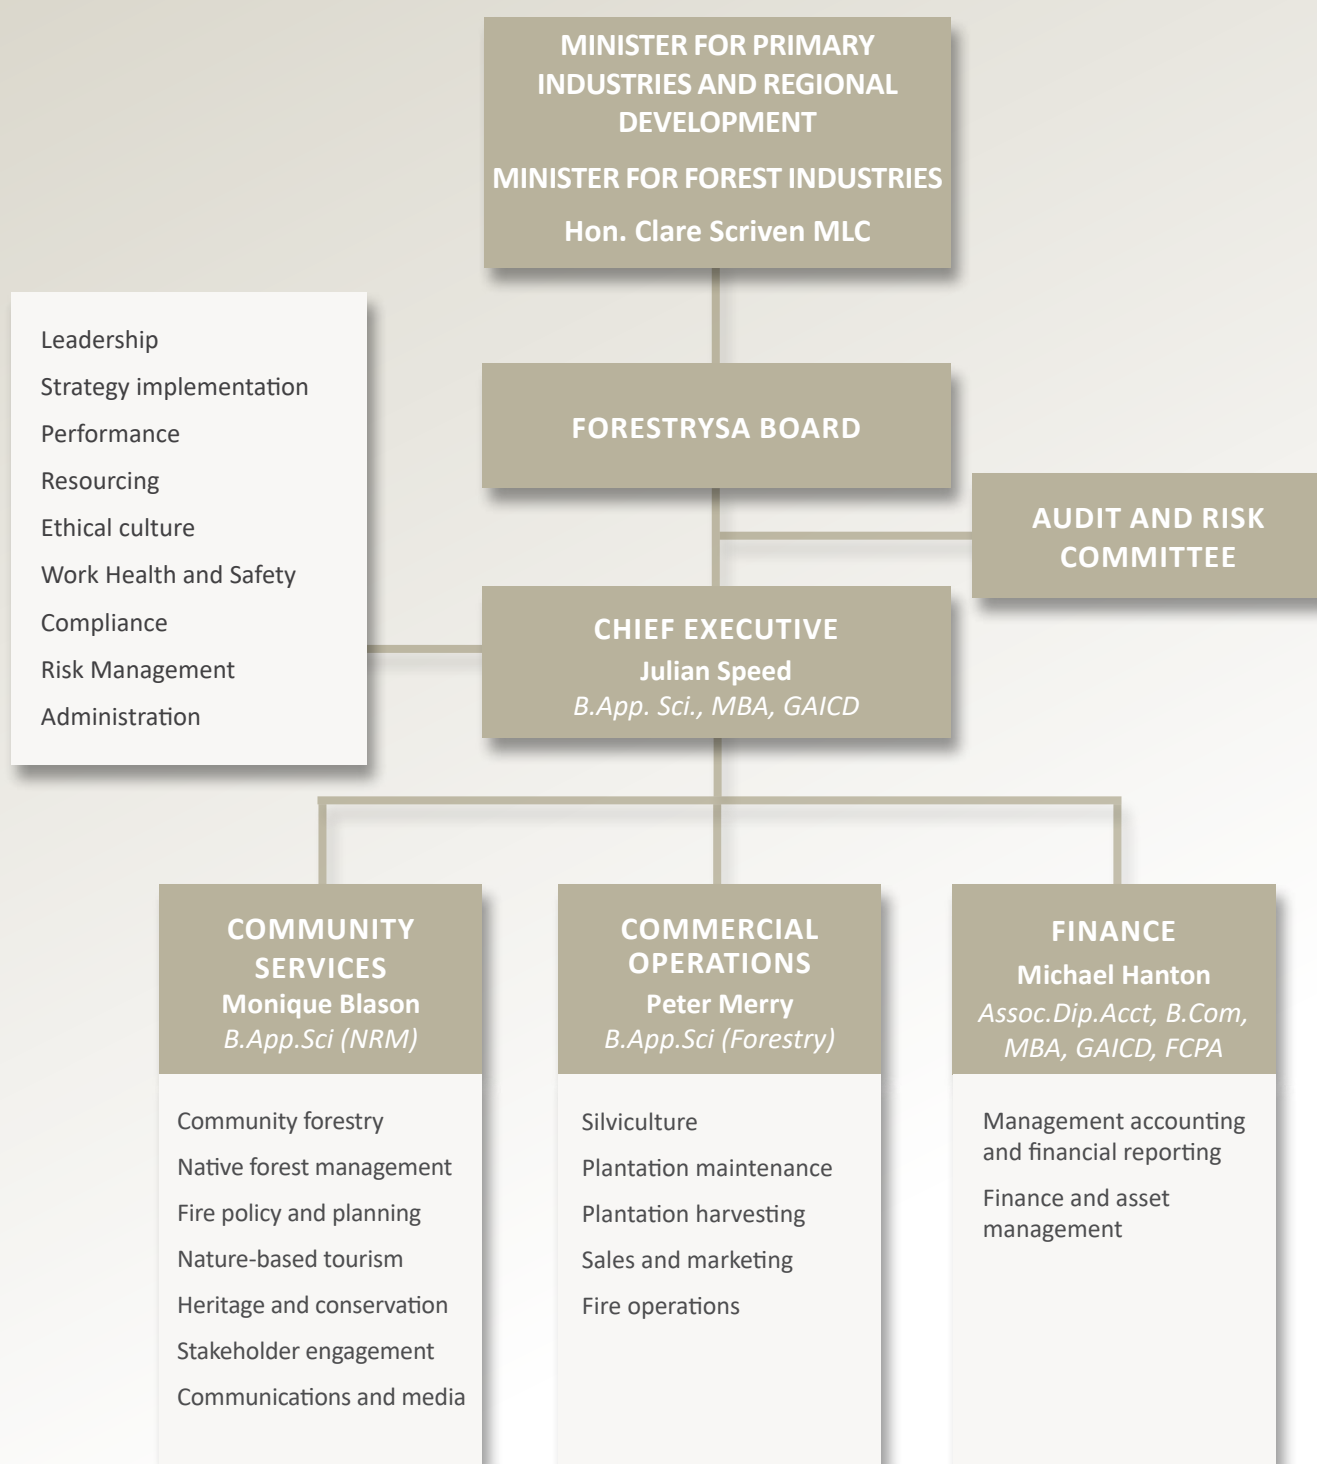 MINISTER FOR PRIMARY
INDUSTRIES AND REGIONAL
DEVELOPMENT
MINISTER FOR FOREST INDUSTRIES
Hon. Clare Scriven MLC
Leadership
Strategy implementation
Performance
Resourcing
Ethical culture
Work Health and Safety
Compliance
Risk Management
Administration
FORESTRYSA BOARD
AUDIT AND RISK
COMMITTEE
CHIEF EXECUTIVE
Julian Speed
B.App. Sci., MBA, GAICD
COMMUNITY
SERVICES
Monique Blason
B.App.Sci (NRM)
Community forestry
Native forest management
Fire policy and planning
Nature-based tourism
Heritage and conservation
Stakeholder engagement
Communications and media
COMMERCIAL
OPERATIONS
Peter Merry
B.App.Sci (Forestry)
Silviculture
Plantation maintenance
Plantation harvesting
Sales and marketing
Fire operations
FINANCE
Michael Hanton
Assoc.Dip.Acct, B.Com,
MBA, GAICD, FCPA
Management accounting
and financial reporting
Finance and asset
management